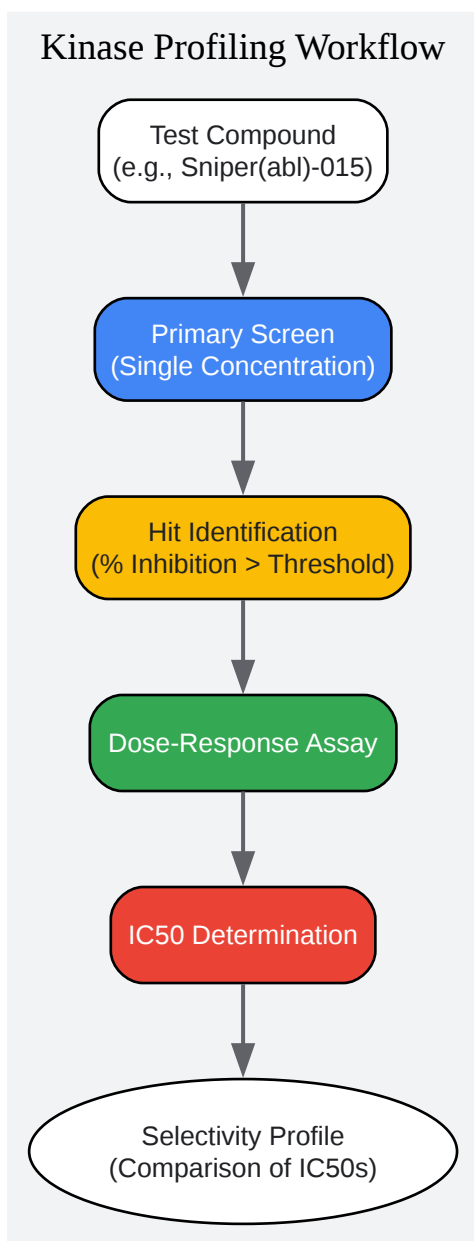 Kinase Profiling Workflow
Test Compound
(e.g., Sniper(abl)-015)
Primary Screen
(Single Concentration)
Hit Identification
(% Inhibition > Threshold)
Dose-Response Assay
IC50 Determination
Selectivity Profile
(Comparison of IC50s)